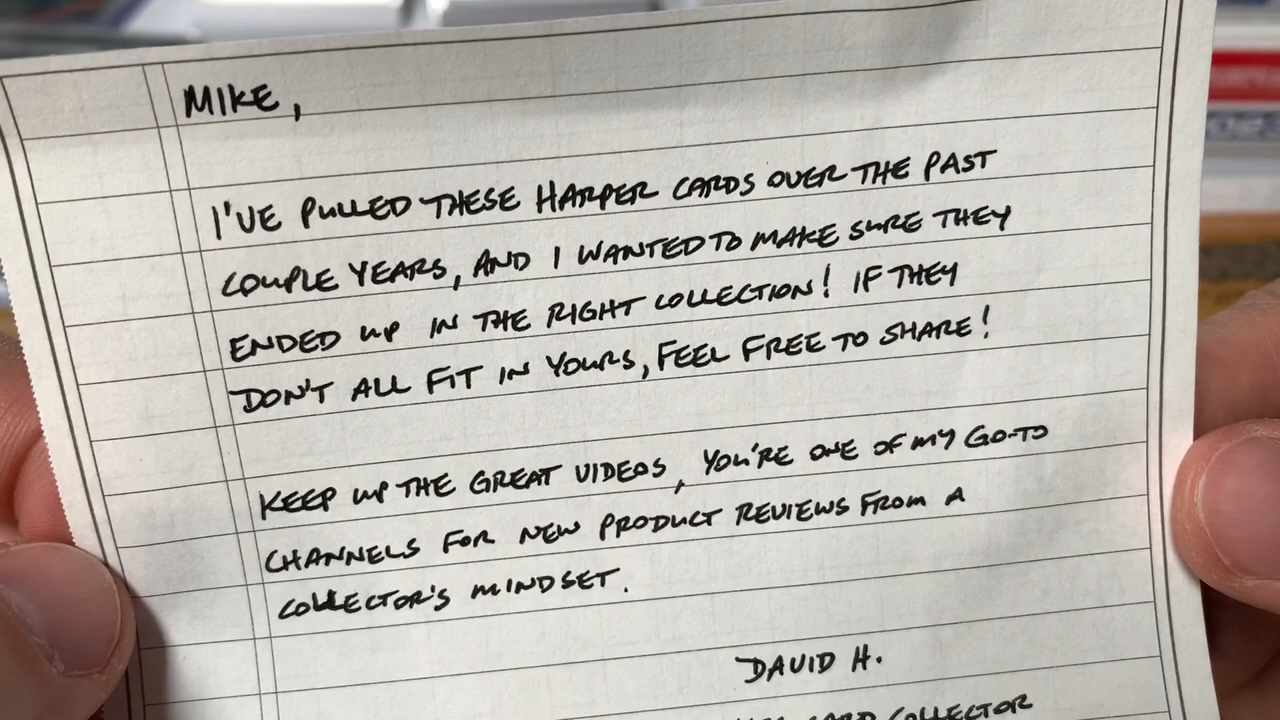 MIKE,
I'VE PULLED THESE HARPER CARDS OVER THE PAST
COUPLE YEARS, AND I WANTED TO MAKE SURE THEY
ENDED UP IN THE RIGHT COLLECTION! IF THEY
DON'T ALL FIT IN YOURS, FEEL FREE TO SHARE!
KEEP UP THE GREAT VIDEOS, YOU'RE ONE OF MY GO-TO
CHANNELS FOR NEW PRODUCT REVIEWS FROM A
COLLECTOR'S MINDSET.
DAVID H.
CARD COLLECTOR